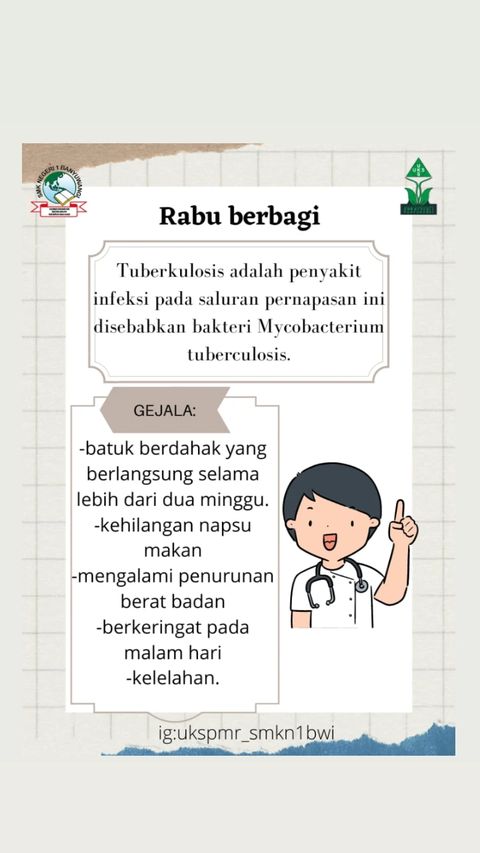 SMK NEGERI 1 BANYUWANGI
UKS
Rabu berbagi
Tuberkulosis adalah penyakit
infeksi pada saluran pernapasan ini
disebabkan bakteri Mycobacterium
tuberculosis.
GEJALA:
-batuk berdahak yang
berlangsung selama
lebih dari dua minggu.
-kehilangan napsu
makan
-mengalami penurunan
berat badan
-berkeringat pada
malam hari
-kelelahan.
ig:ukspmr_smkn1bwi